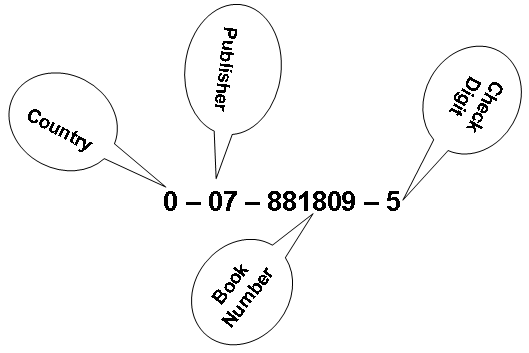 Publisher
Country
Check
Digit
0 – 07 – 881809 – 5
Book
Number